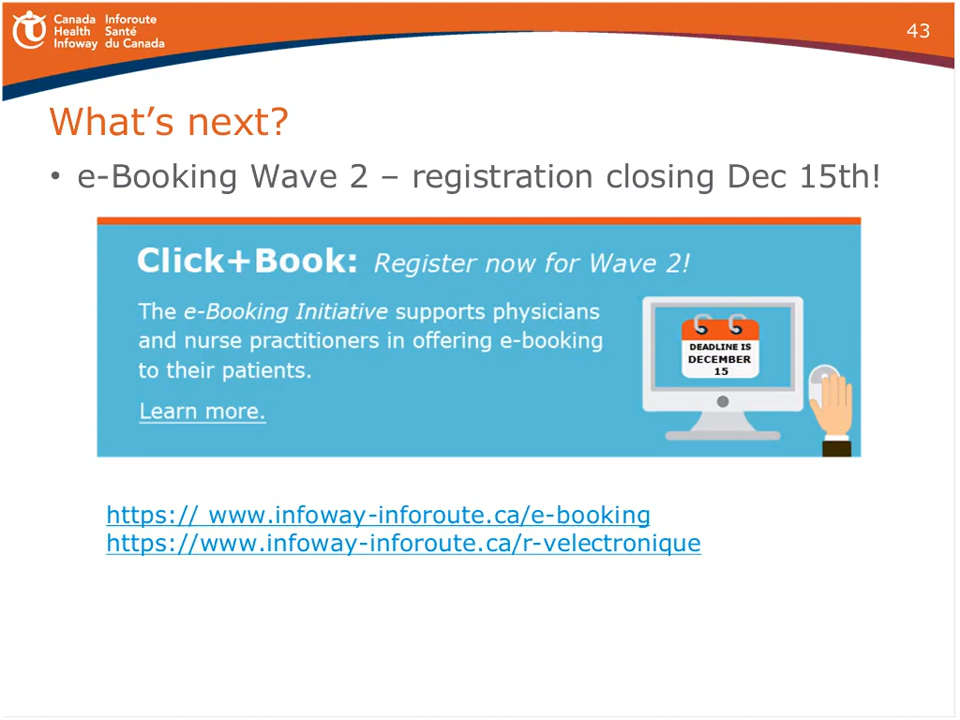 Canada Inforoute
Health Santé
Infoway du Canada
43
What's next?
• e-Booking Wave 2 – registration closing Dec 15th!
Click+Book: Register now for Wave 2!
The e-Booking Initiative supports physicians
and nurse practitioners in offering e-booking
to their patients.
Learn more.
DEADLINE IS
DECEMBER
15
https:// www.infoway-inforoute.ca/e-booking
https://www.infoway-inforoute.ca/r-velectronique